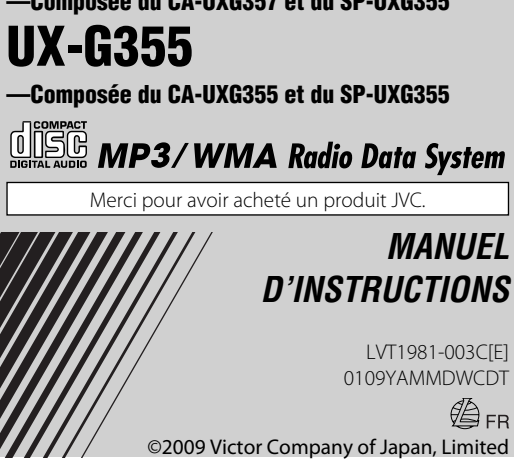 —Composée du CA-UXG357 et du SP-UXG355
UX-G355
—Composée du CA-UXG355 et du SP-UXG355
COMPACT
disc
DIGITAL AUDIO
MP3/WMA Radio Data System
Merci pour avoir acheté un produit JVC.
MANUEL
D’INSTRUCTIONS
LVT1981-003C[E]
0109YAMMDWCDT
FR
©2009 Victor Company of Japan, Limited